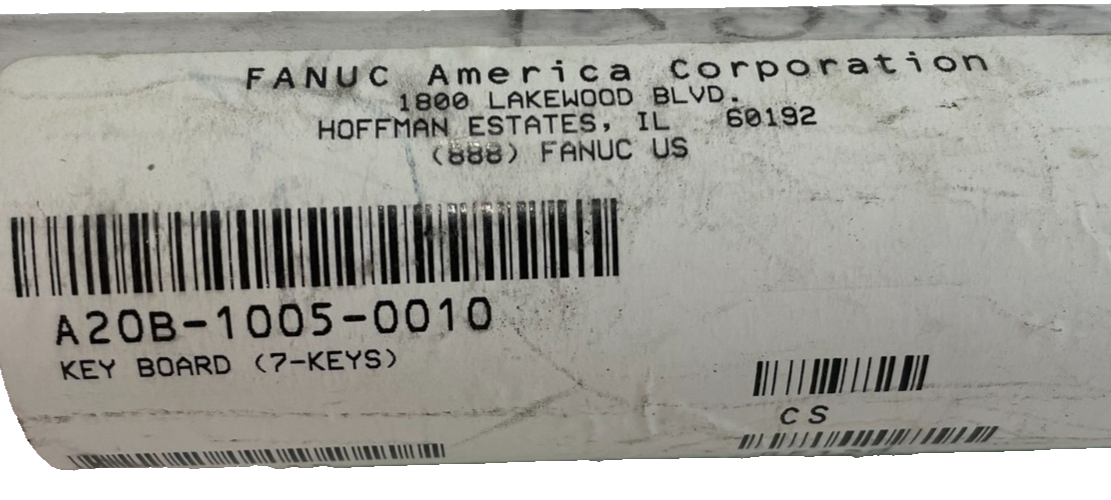 FANUC America Corporation
1800 LAKEWOOD BLVD.
HOFFMAN ESTATES, IL 60192
(888) FANUC US
A20B-1005-0010
KEY BOARD (7-KEYS)
CS